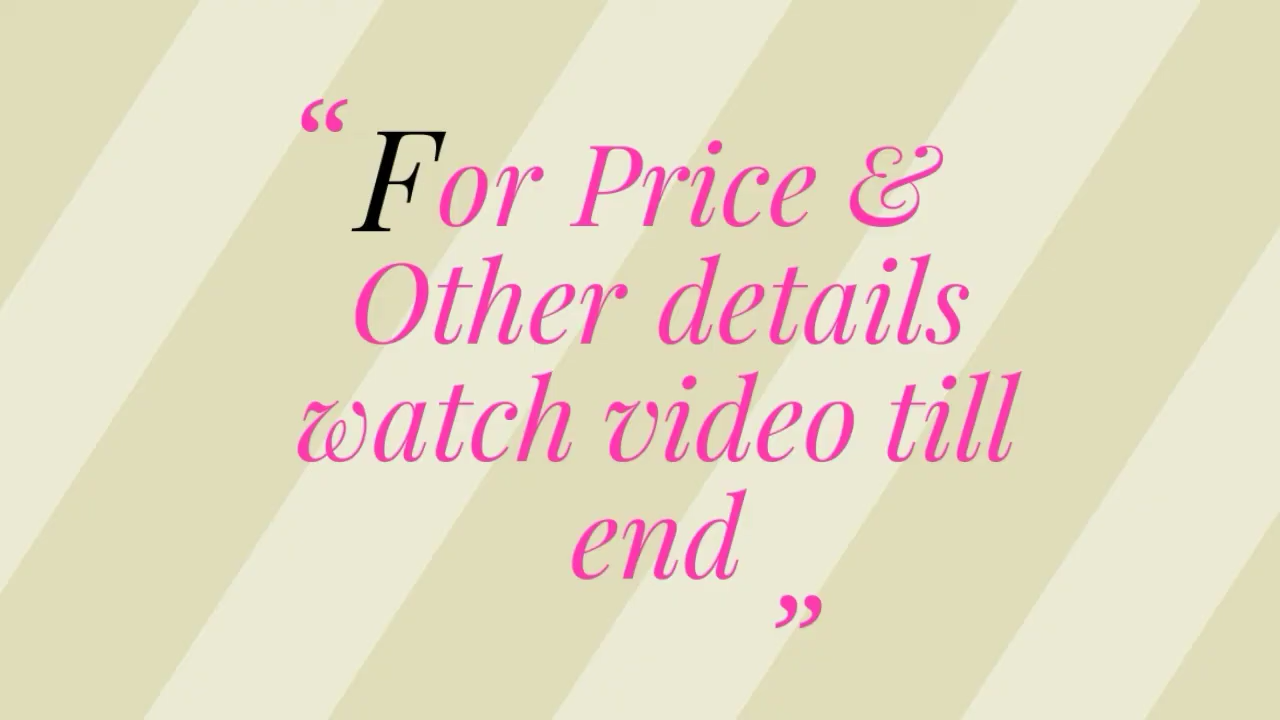 “For Price &
Other details
watch video till
end”